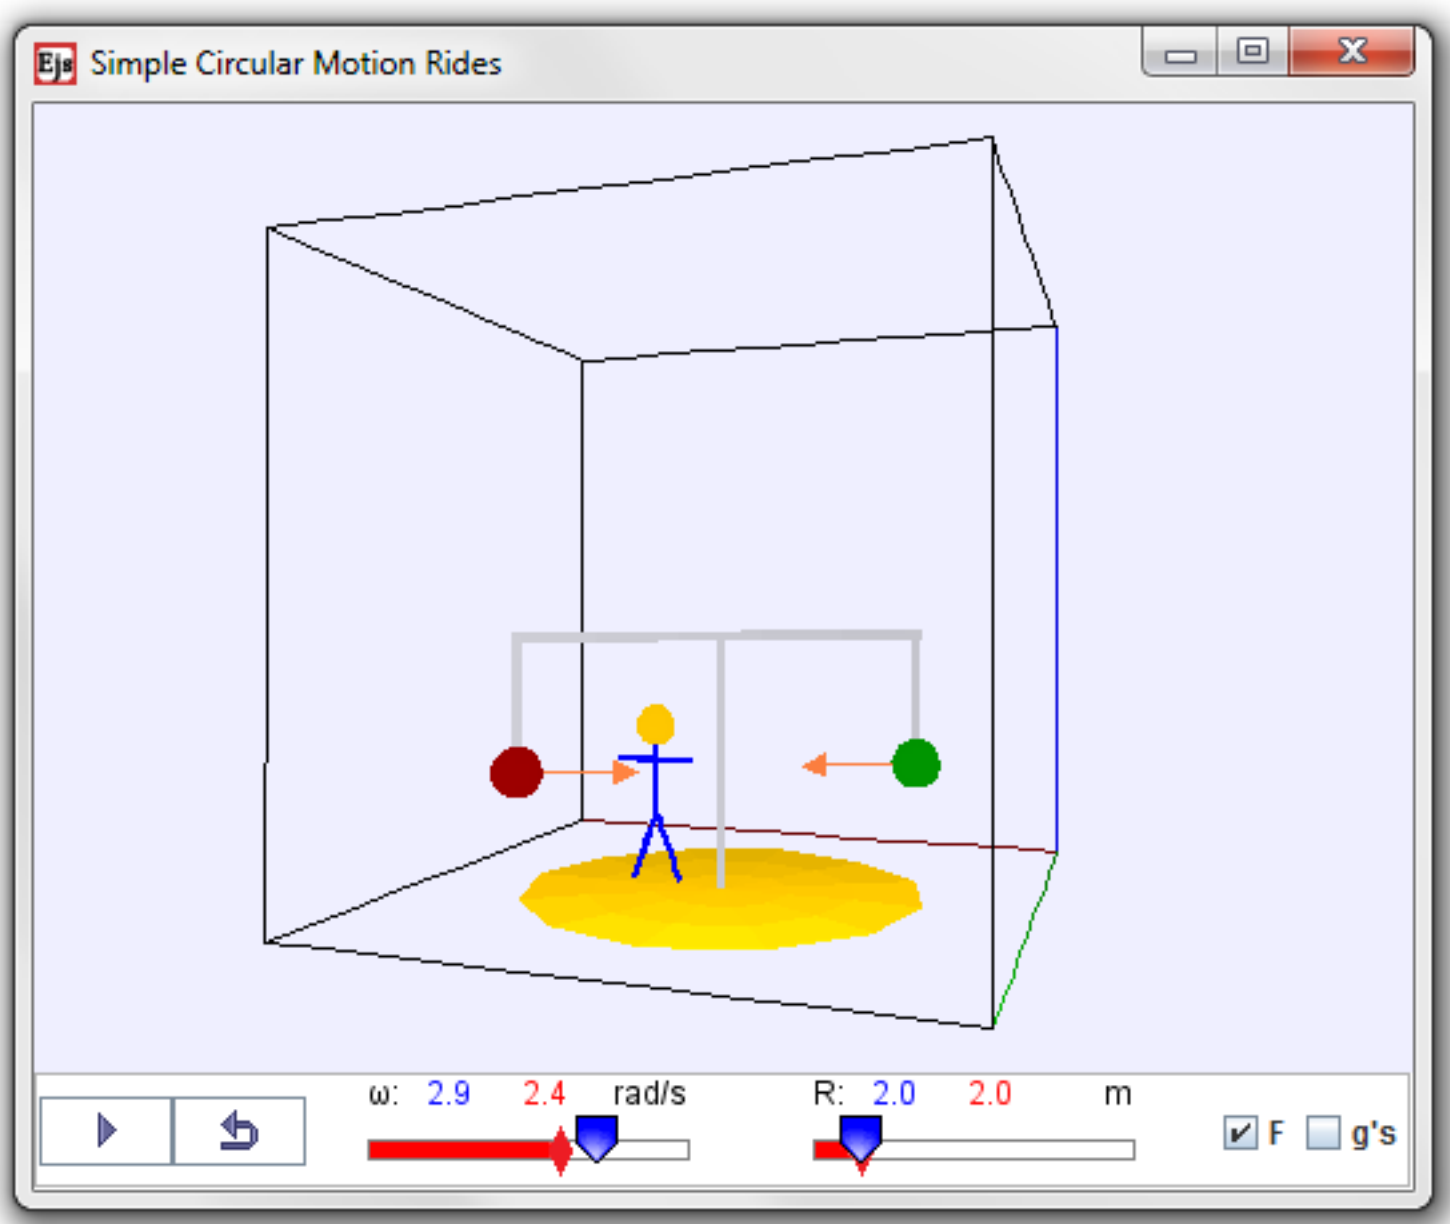 Ejs Simple Circular Motion Rides
ω: 2.9 2.4 rad/s R: 2.0 2.0 m
F g's